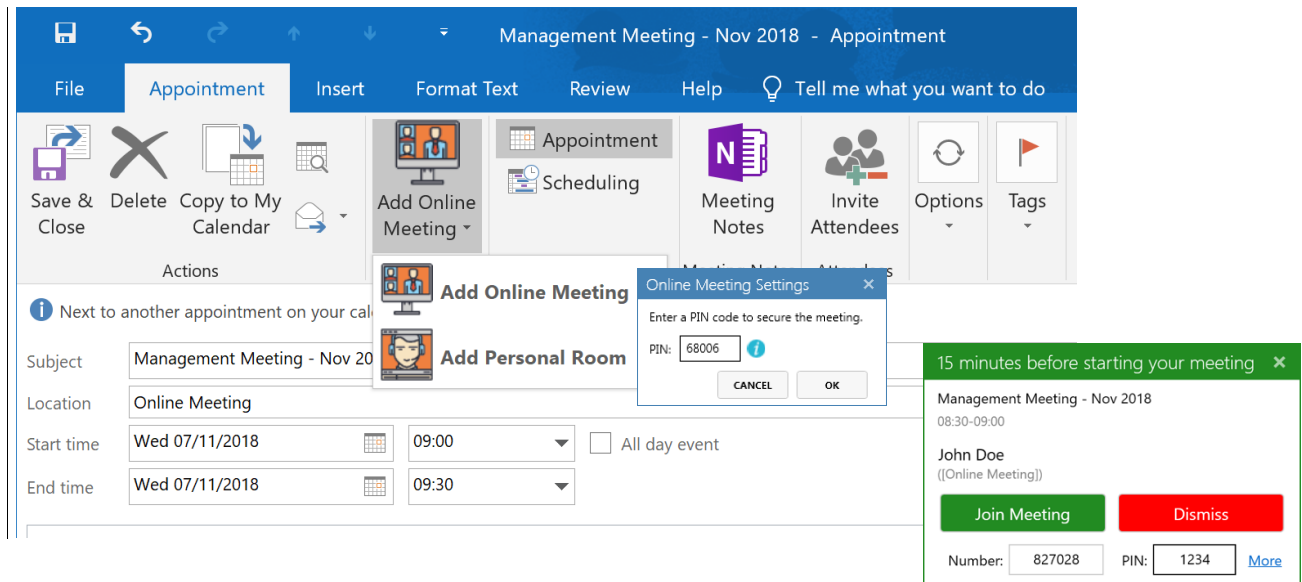 Management Meeting - Nov 2018 - Appointment
File Appointment Insert Format Text Review Help Tell me what you want to do
Save & Close
Delete
Copy to My Calendar
Actions
Add Online Meeting
Appointment
Scheduling
N
Meeting Notes
Invite Attendees
Options
Tags
Add Online Meeting
Add Personal Room
Online Meeting Settings
Enter a PIN code to secure the meeting.
PIN: 68006
CANCEL OK
Next to another appointment on your cal
Subject Management Meeting - Nov 20
Location Online Meeting
Start time Wed 07/11/2018 09:00 All day event
End time Wed 07/11/2018 09:30
15 minutes before starting your meeting
Management Meeting - Nov 2018
08:30-09:00
John Doe
([Online Meeting])
Join Meeting Dismiss
Number: 827028 PIN: 1234 More